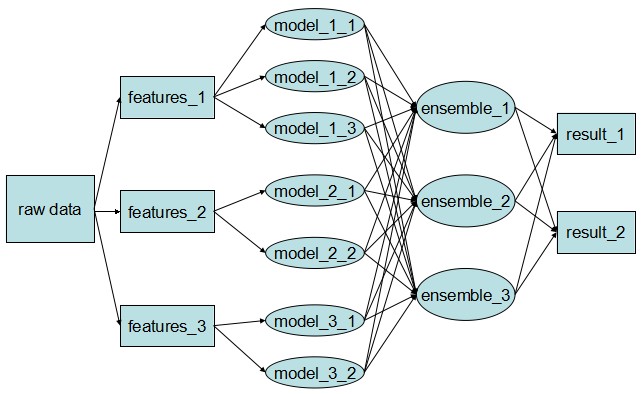 raw data
features_1
features_2
features_3
model_1_1
model_1_2
model_1_3
model_2_1
model_2_2
model_3_1
model_3_2
ensemble_1
ensemble_2
ensemble_3
result_1
result_2